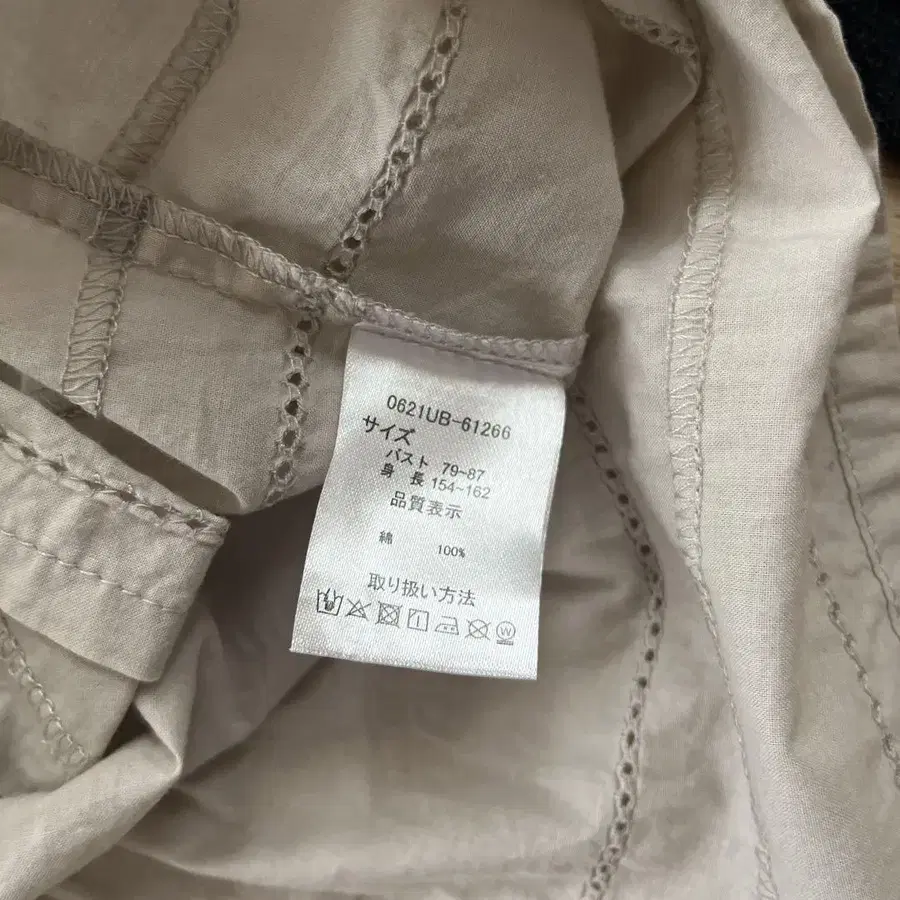 0621UB-61266
サイズ
バスト 79~87
身 長 154~162
品質表示
綿 100%
取り扱い方法
W